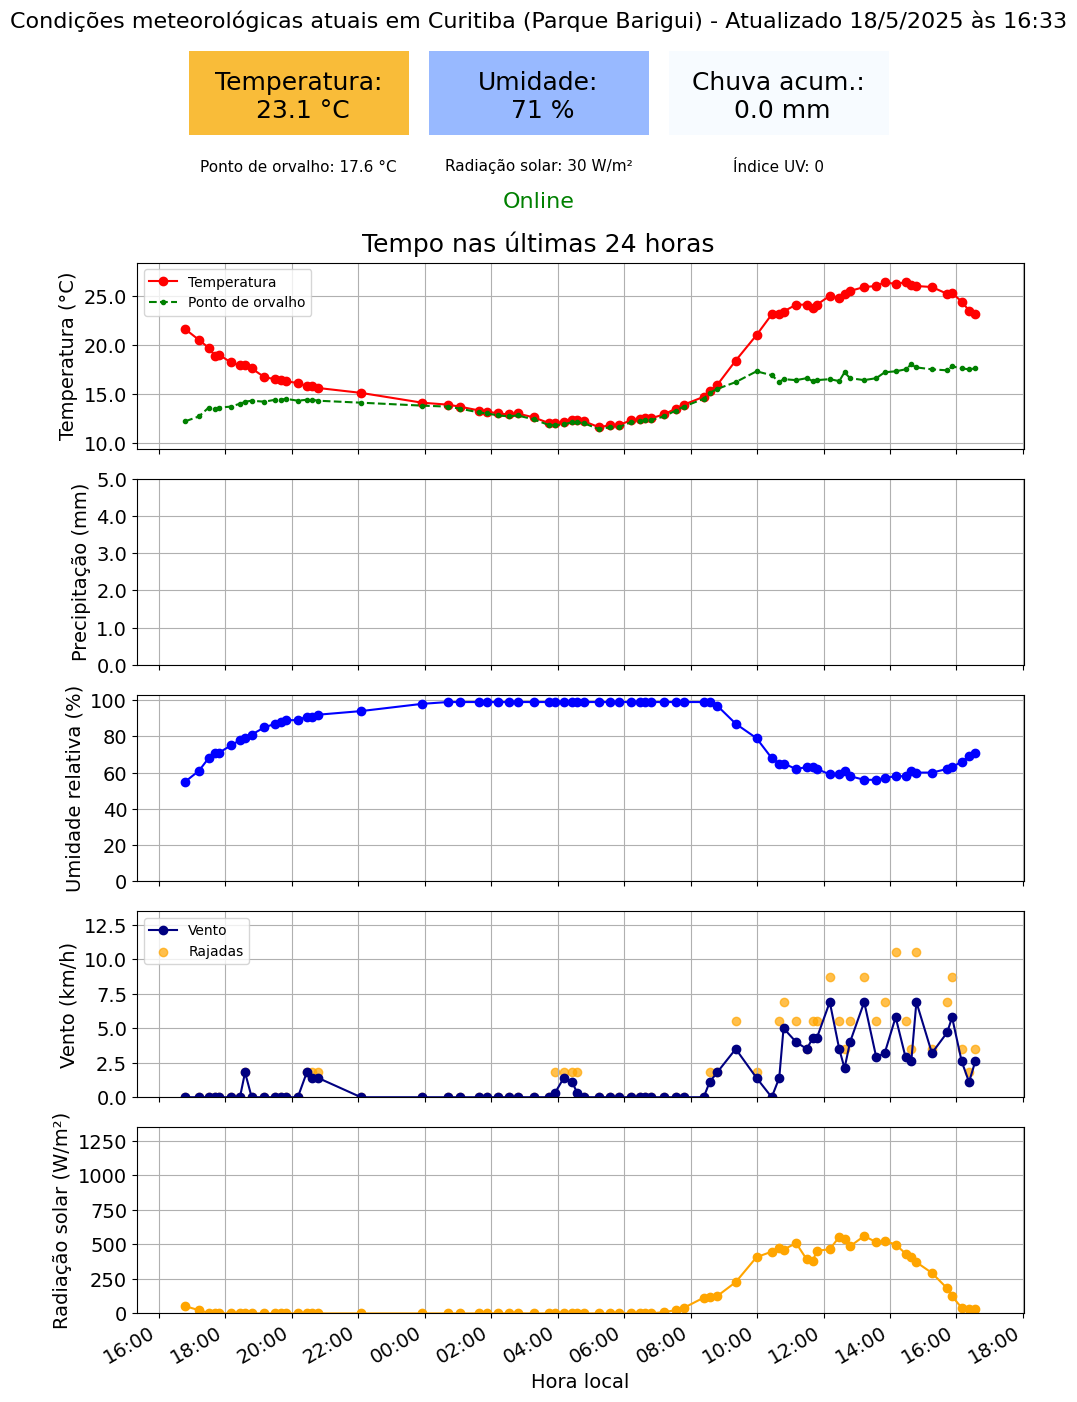 Condições meteorológicas atuais em Curitiba (Parque Barigui) - Atualizado 18/5/2025 às 16:33
Temperatura:
23.1 °C
Umidade:
71 %
Chuva acum.:
0.0 mm
Ponto de orvalho: 17.6 °C
Radiação solar: 30 W/m²
Índice UV: 0
Online
Tempo nas últimas 24 horas
Temperatura (°C)
25.0
20.0
15.0
10.0
Temperatura
Ponto de orvalho
Precipitação (mm)
5.0
4.0
3.0
2.0
1.0
0.0
Umidade relativa (%)
100
80
60
40
20
0
Vento (km/h)
12.5
10.0
7.5
5.0
2.5
0.0
Vento
Rajadas
Radiação solar (W/m²)
1250
1000
750
500
250
0
16:00 18:00 20:00 22:00 00:00 02:00 04:00 06:00 08:00 10:00 12:00 14:00 16:00 18:00
Hora local